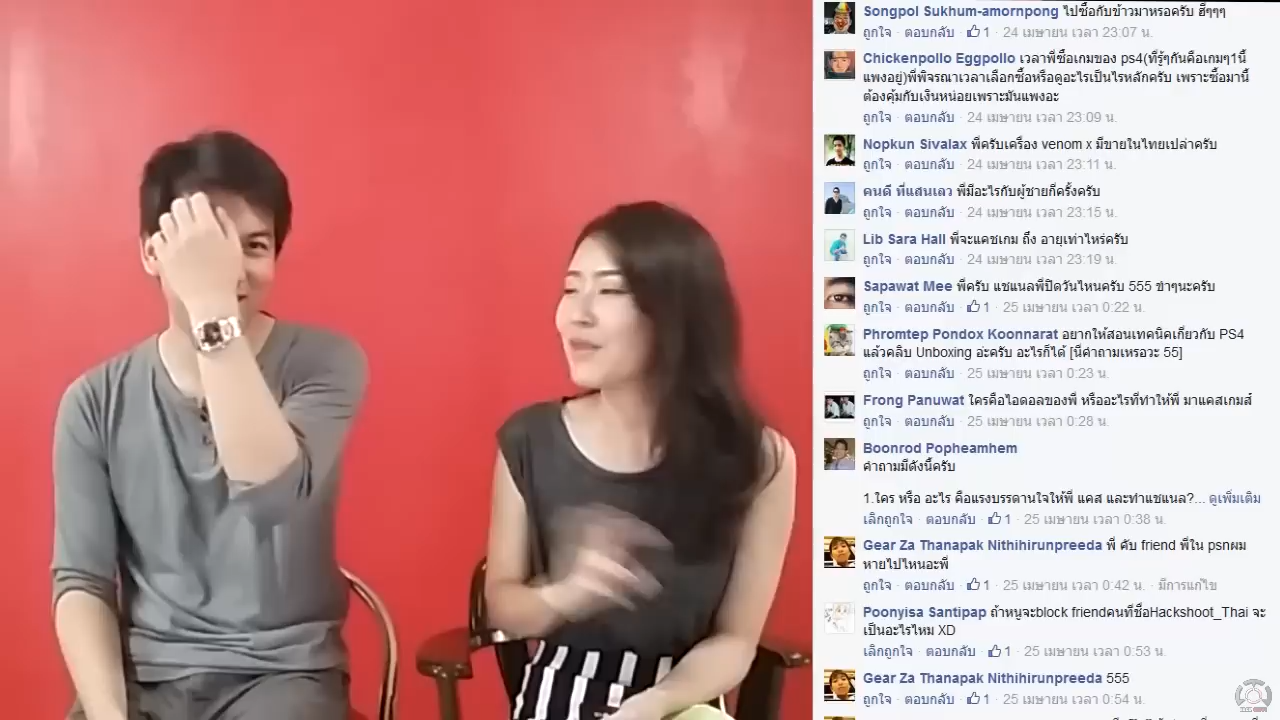 Songpol Sukhum-amornpong ไปซื้อกับข้าวมาหรอครับ ฮี่ๆๆๆ
ถูกใจ · ตอบกลับ · 1 · 24 เมษายน เวลา 23:07 น.
Chickenpollo Eggpollo เวลาพี่ซื้อเกมของ ps4(ที่รู้ๆกันคือเกมๆ1นี้
แพงอยู่)พี่พิจรณาเวลาเลือกซื้อหรือดูอะไรเป็นไรหลักครับ เพราะซื้อมานี้
ต้องคุ้มกับเงินหน่อยเพราะมันแพงอะ
ถูกใจ · ตอบกลับ · 24 เมษายน เวลา 23:09 น.
Nopkun Sivalax พี่ครับเครื่อง venom x มีขายในไทยเปล่าครับ
ถูกใจ · ตอบกลับ · 24 เมษายน เวลา 23:11 น.
คนดี ที่แสนเลว พี่มีอะไรกับผู้ชายกี่ครั้งครับ
ถูกใจ · ตอบกลับ · 24 เมษายน เวลา 23:15 น.
Lib Sara Hall พี่จะแคชเกม ถึง อายุเท่าไหร่ครับ
ถูกใจ · ตอบกลับ · 24 เมษายน เวลา 23:19 น.
Sapawat Mee พี่ครับ แชแนลพี่ปิดวันไหนครับ 555 ขำๆนะครับ
ถูกใจ · ตอบกลับ · 1 · 25 เมษายน เวลา 0:22 น.
Phromtep Pondox Koonnarat อยากให้สอนเทคนิคเกี่ยวกับ PS4
แล้วคลิบ Unboxing อ่ะครับ อะไรก็ได้ [นี่คำถามเหรอวะ 55]
ถูกใจ · ตอบกลับ · 25 เมษายน เวลา 0:23 น.
Frong Panuwat ใครคือไอดอลของพี่ หรืออะไรที่ทำให้พี่ มาแคสเกมส์
ถูกใจ · ตอบกลับ · 25 เมษายน เวลา 0:28 น.
Boonrod Popheamhem
คำถามมีดังนี้ครับ
1.ใคร หรือ อะไร คือแรงบรรดานใจให้พี่ แคส และทำแชแนล?... ดูเพิ่มเติม
เลิกถูกใจ · ตอบกลับ · 1 · 25 เมษายน เวลา 0:38 น.
Gear Za Thanapak Nithihirunpreeda พี่ คับ friend พี่ใน psnผม
หายไปไหนอะพี่
ถูกใจ · ตอบกลับ · 1 · 25 เมษายน เวลา 0:42 น. · มีการแก้ไข
Poonyisa Santipap ถ้าหนูจะblock friendคนที่ชื่อHackshoot_Thai จะ
เป็นอะไรไหม XD
เลิกถูกใจ · ตอบกลับ · 1 · 25 เมษายน เวลา 0:53 น.
Gear Za Thanapak Nithihirunpreeda 555
ถูกใจ · ตอบกลับ · 1 · 25 เมษายน เวลา 0:54 น.